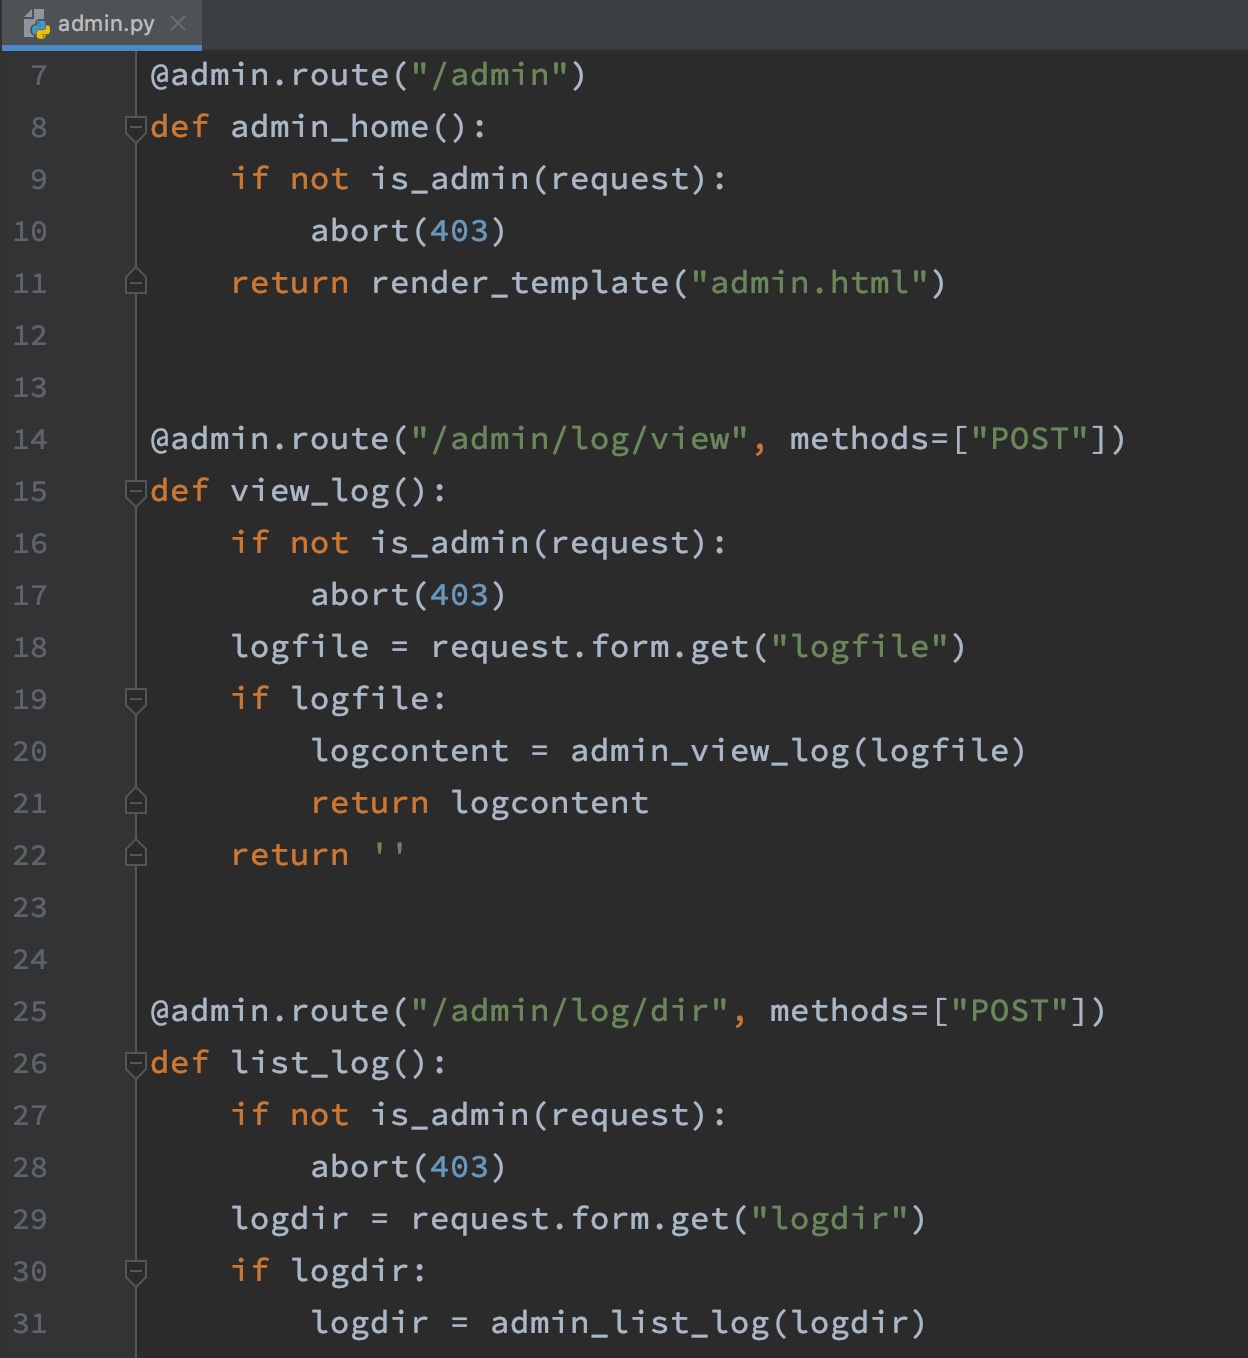 admin.py
7 @admin.route("/admin")
8 def admin_home():
9     if not is_admin(request):
10         abort(403)
11     return render_template("admin.html")
12
13
14 @admin.route("/admin/log/view", methods=["POST"])
15 def view_log():
16     if not is_admin(request):
17         abort(403)
18     logfile = request.form.get("logfile")
19     if logfile:
20         logcontent = admin_view_log(logfile)
21         return logcontent
22     return ''
23
24
25 @admin.route("/admin/log/dir", methods=["POST"])
26 def list_log():
27     if not is_admin(request):
28         abort(403)
29     logdir = request.form.get("logdir")
30     if logdir:
31         logdir = admin_list_log(logdir)